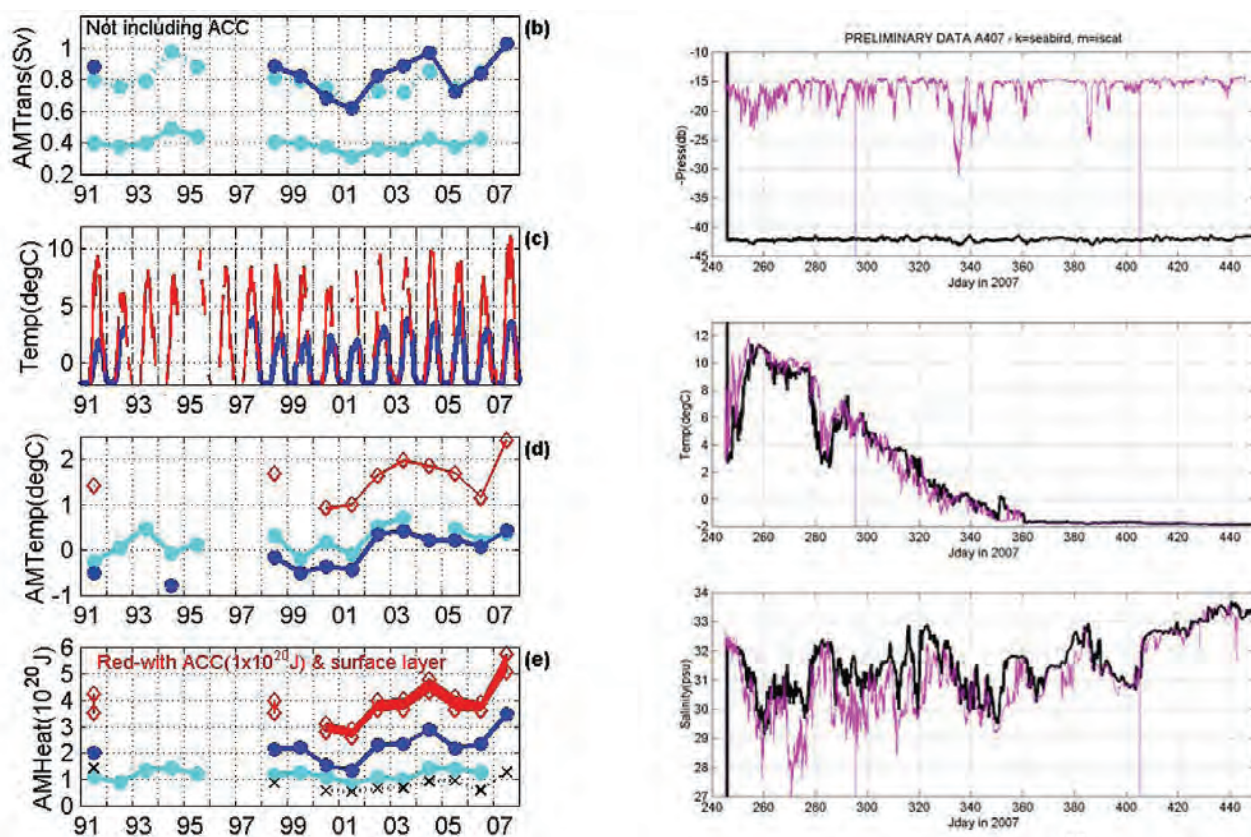 Not including ACC
(b)
AMTrans(Sv)
1
0.8
0.6
0.4
0.2
91 93 95 97 99 01 03 05 07
(c)
Temp(degC)
10
5
0
91 93 95 97 99 01 03 05 07
(d)
AMTemp(degC)
2
1
0
-1
91 93 95 97 99 01 03 05 07
Red-with ACC(1x10²⁰J) & surface layer
(e)
AMHeat(10²⁰J)
6
5
4
3
2
1
0
91 93 95 97 99 01 03 05 07
PRELIMINARY DATA A407 - k=seabird, m=iscat
~Press(db)
-10
-15
-20
-25
-30
-35
-40
-45
240 260 280 300 320 340 360 380 400 420 440
Jday in 2007
Temp(degC)
12
10
8
6
4
2
0
-2
240 260 280 300 320 340 360 380 400 420 440
Jday in 2007
Salinity(psu)
34
33
32
31
30
29
28
27
240 260 280 300 320 340 360 380 400 420 44
Jday in 2007